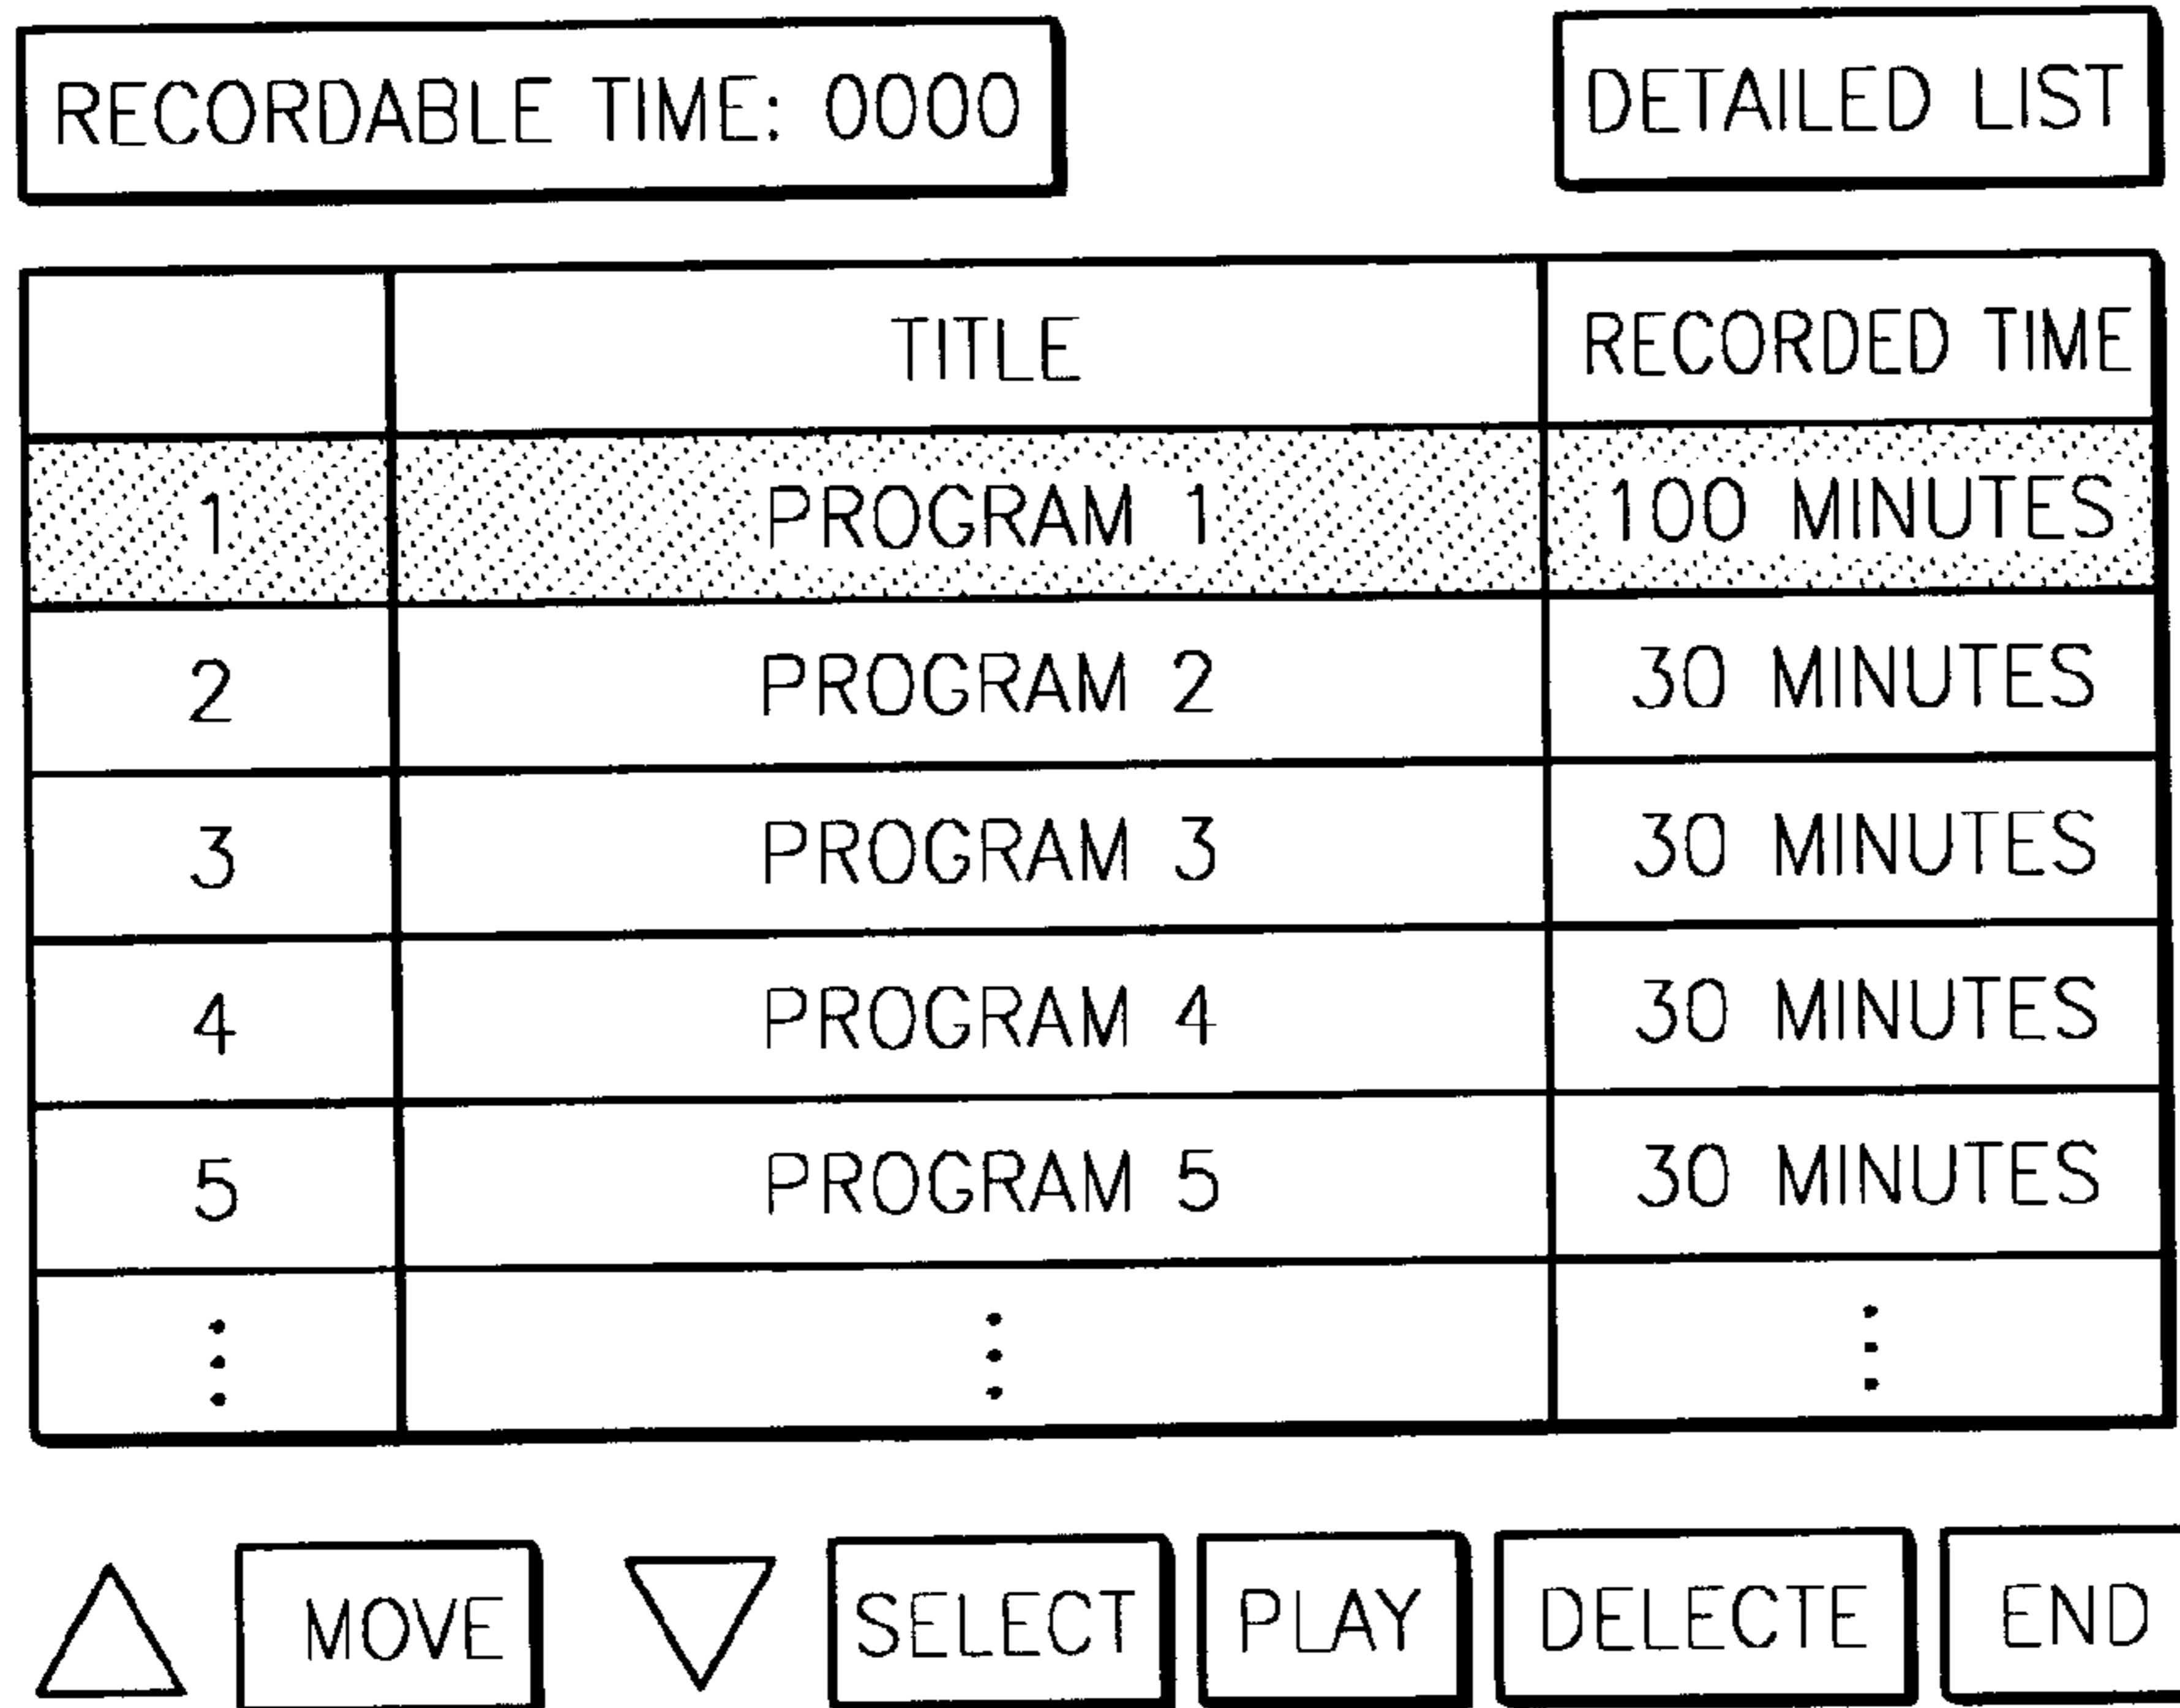 RECORDABLE TIME: 0000 DETAILED LIST
TITLE RECORDED TIME
1 PROGRAM 1 100 MINUTES
2 PROGRAM 2 30 MINUTES
3 PROGRAM 3 30 MINUTES
4 PROGRAM 4 30 MINUTES
5 PROGRAM 5 30 MINUTES
MOVE SELECT PLAY DELECTE END